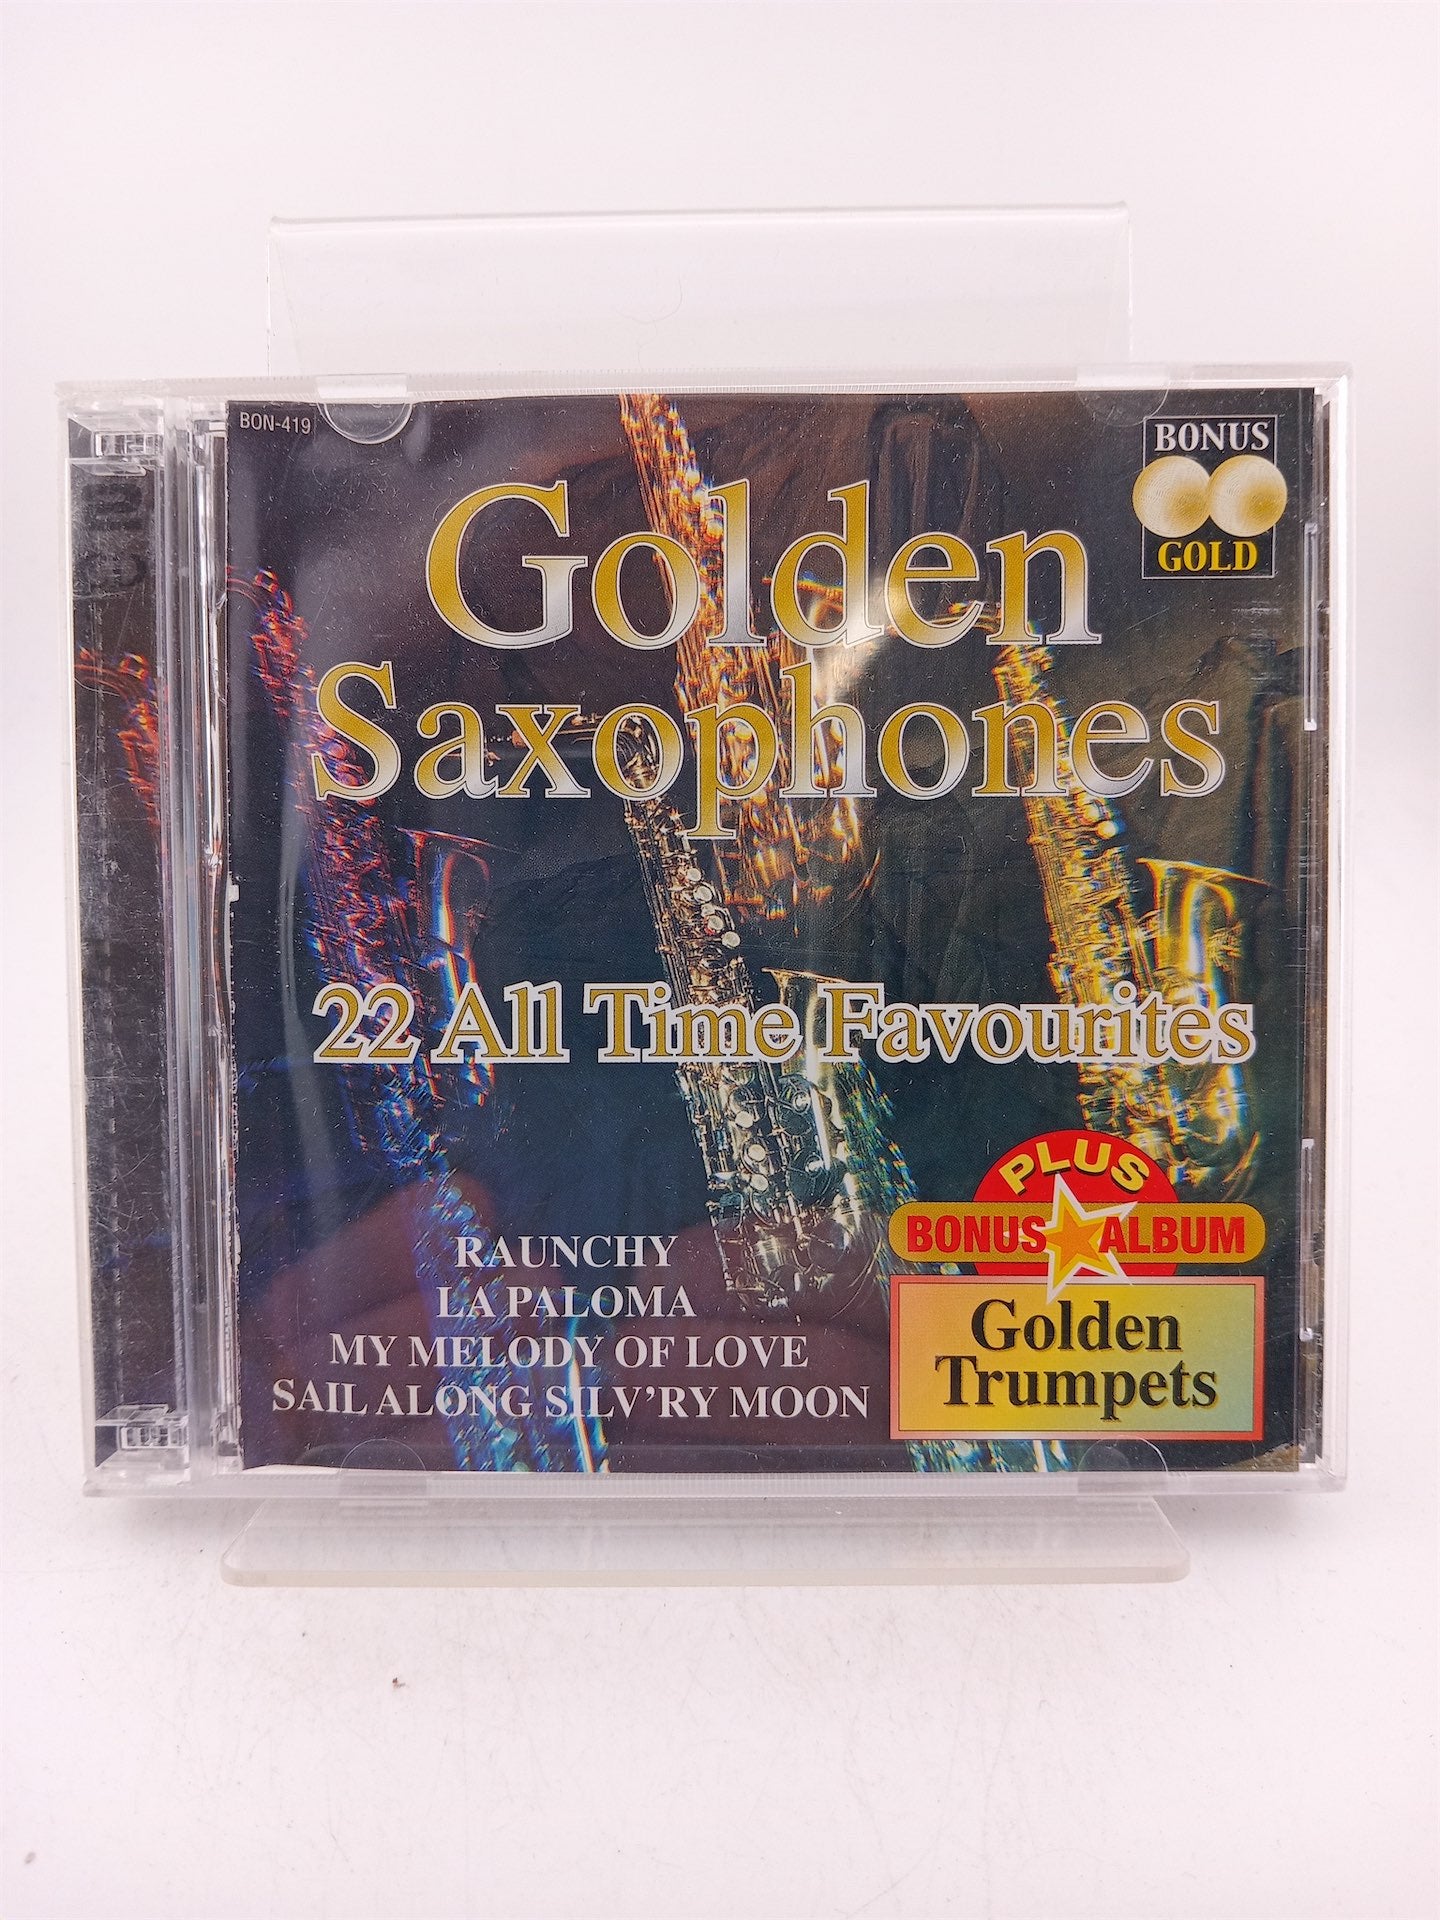 BON-419
BONUS
GOLD
Golden
Saxophones
22 All Time Favourites
PLUS
BONUS ALBUM
Golden
Trumpets
RAUNCHY
LA PALOMA
MY MELODY OF LOVE
SAIL ALONG SILV'RY MOON